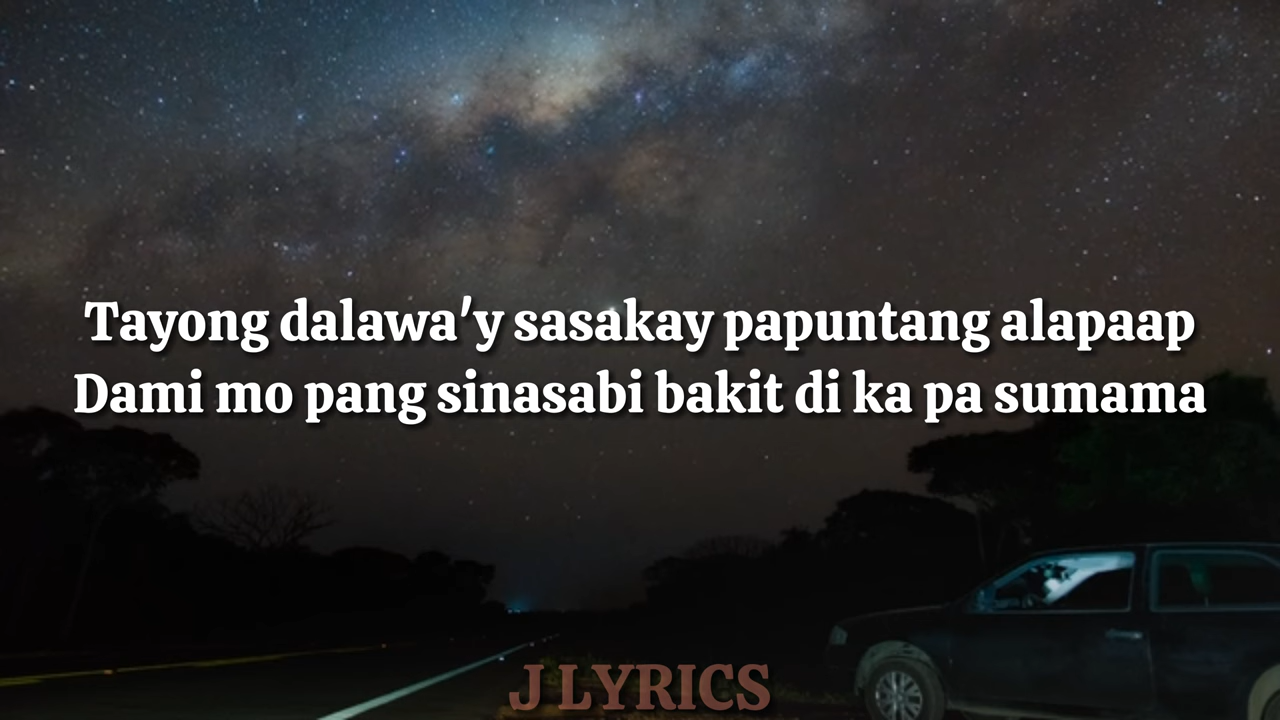 Tayong dalawa'y sasakay papuntang alapaap
Dami mo pang sinasabi bakit di ka pa sumama
J LYRICS